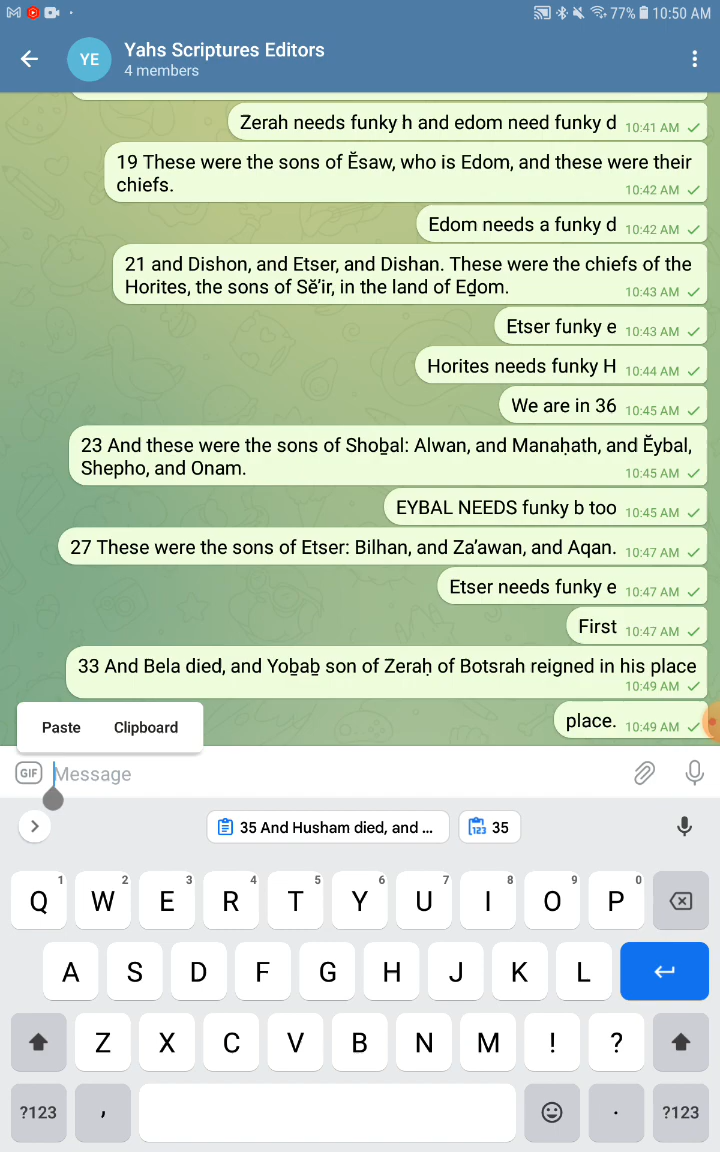 77% 10:50 AM
YE
Yahs Scriptures Editors
4 members
Zerah needs funky h and edom need funky d 10:41 AM
19 These were the sons of Ĕsaw, who is Edom, and these were their
chiefs. 10:42 AM
Edom needs a funky d 10:42 AM
21 and Dishon, and Etser, and Dishan. These were the chiefs of the
Horites, the sons of Sĕ’ir, in the land of Eḏom. 10:43 AM
Etser funky e 10:43 AM
Horites needs funky H 10:44 AM
We are in 36 10:45 AM
23 And these were the sons of Shoḇal: Alwan, and Manaḥath, and Ĕybal,
Shepho, and Onam. 10:45 AM
EYBAL NEEDS funky b too 10:45 AM
27 These were the sons of Etser: Bilhan, and Za’awan, and Aqan. 10:47 AM
Etser needs funky e 10:47 AM
First 10:47 AM
33 And Bela died, and Yoḇaḇ son of Zeraḥ of Botsrah reigned in his place
10:49 AM
place. 10:49 AM
Paste Clipboard
GIF Message
35 And Husham died, and ... 123 35
1 2 3 4 5 6 7 8 9 0
Q W E R T Y U I O P
A S D F G H J K L
Z X C V B N M ! ?
?123 , . ?123